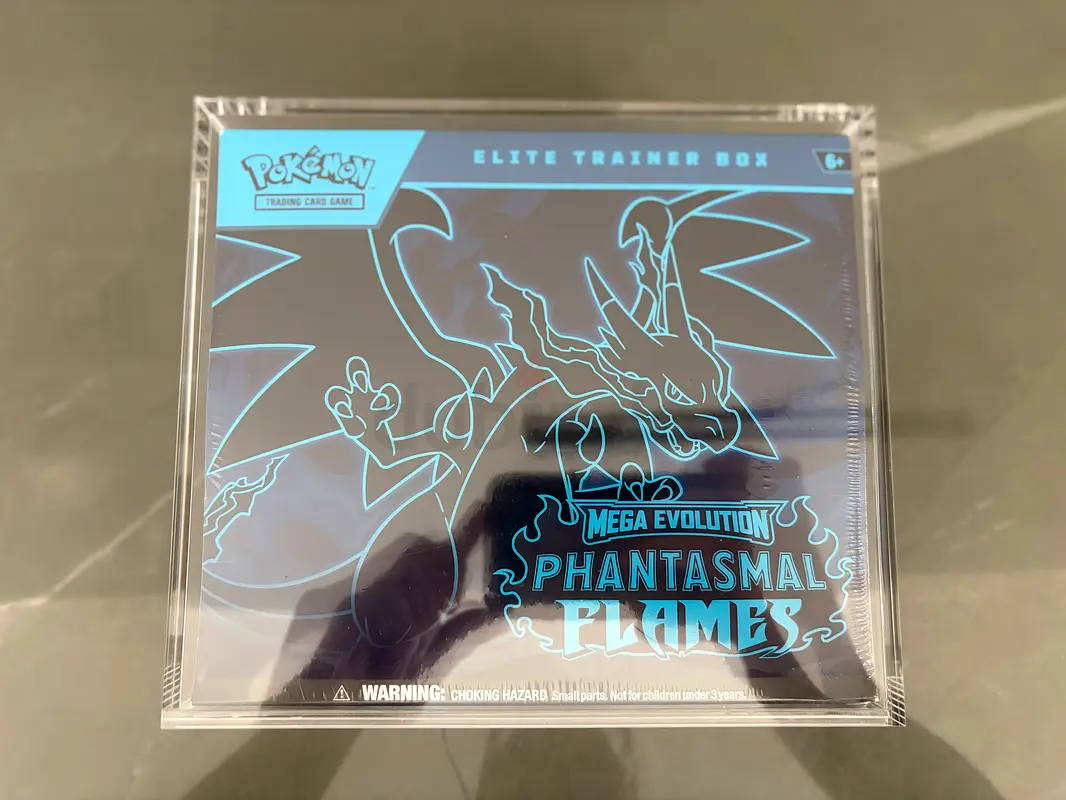 POKÉMON
TRADING CARD GAME
ELITE TRAINER BOX
6+
MEGA EVOLUTION
PHANTASMAL
FLAMES
WARNING: CHOKING HAZARD Small parts. Not for children under 3 years.